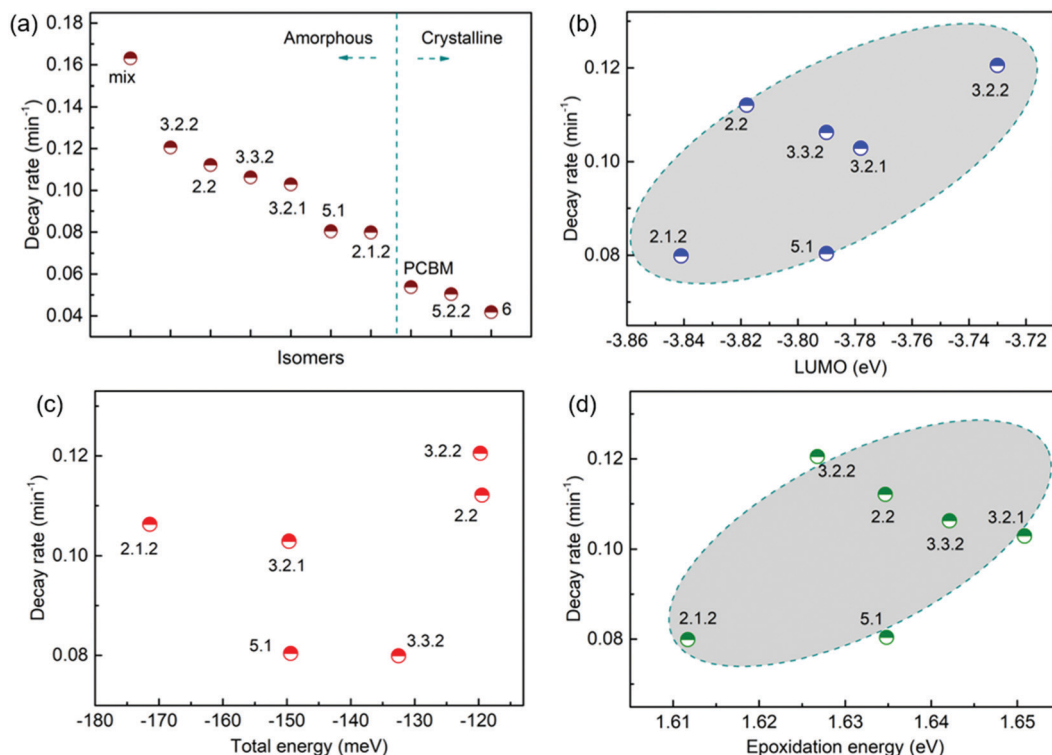 (a)
0.18
0.16
0.14
0.12
0.10
0.08
0.06
0.04
Decay rate (min⁻¹)
Amorphous
Crystalline
mix
3.2.2
2.2
3.3.2
3.2.1
5.1
2.1.2
PCBM
5.2.2
6
Isomers
(b)
0.12
0.10
0.08
Decay rate (min⁻¹)
3.2.2
2.2
3.3.2
3.2.1
2.1.2
5.1
-3.86 -3.84 -3.82 -3.80 -3.78 -3.76 -3.74 -3.72
LUMO (eV)
(c)
0.12
0.10
0.08
Decay rate (min⁻¹)
3.2.2
2.2
2.1.2
3.2.1
5.1
3.3.2
-180 -170 -160 -150 -140 -130 -120
Total energy (meV)
(d)
0.12
0.10
0.08
Decay rate (min⁻¹)
3.2.2
2.2
3.3.2
3.2.1
2.1.2
5.1
1.61 1.62 1.63 1.64 1.65
Epoxidation energy (eV)